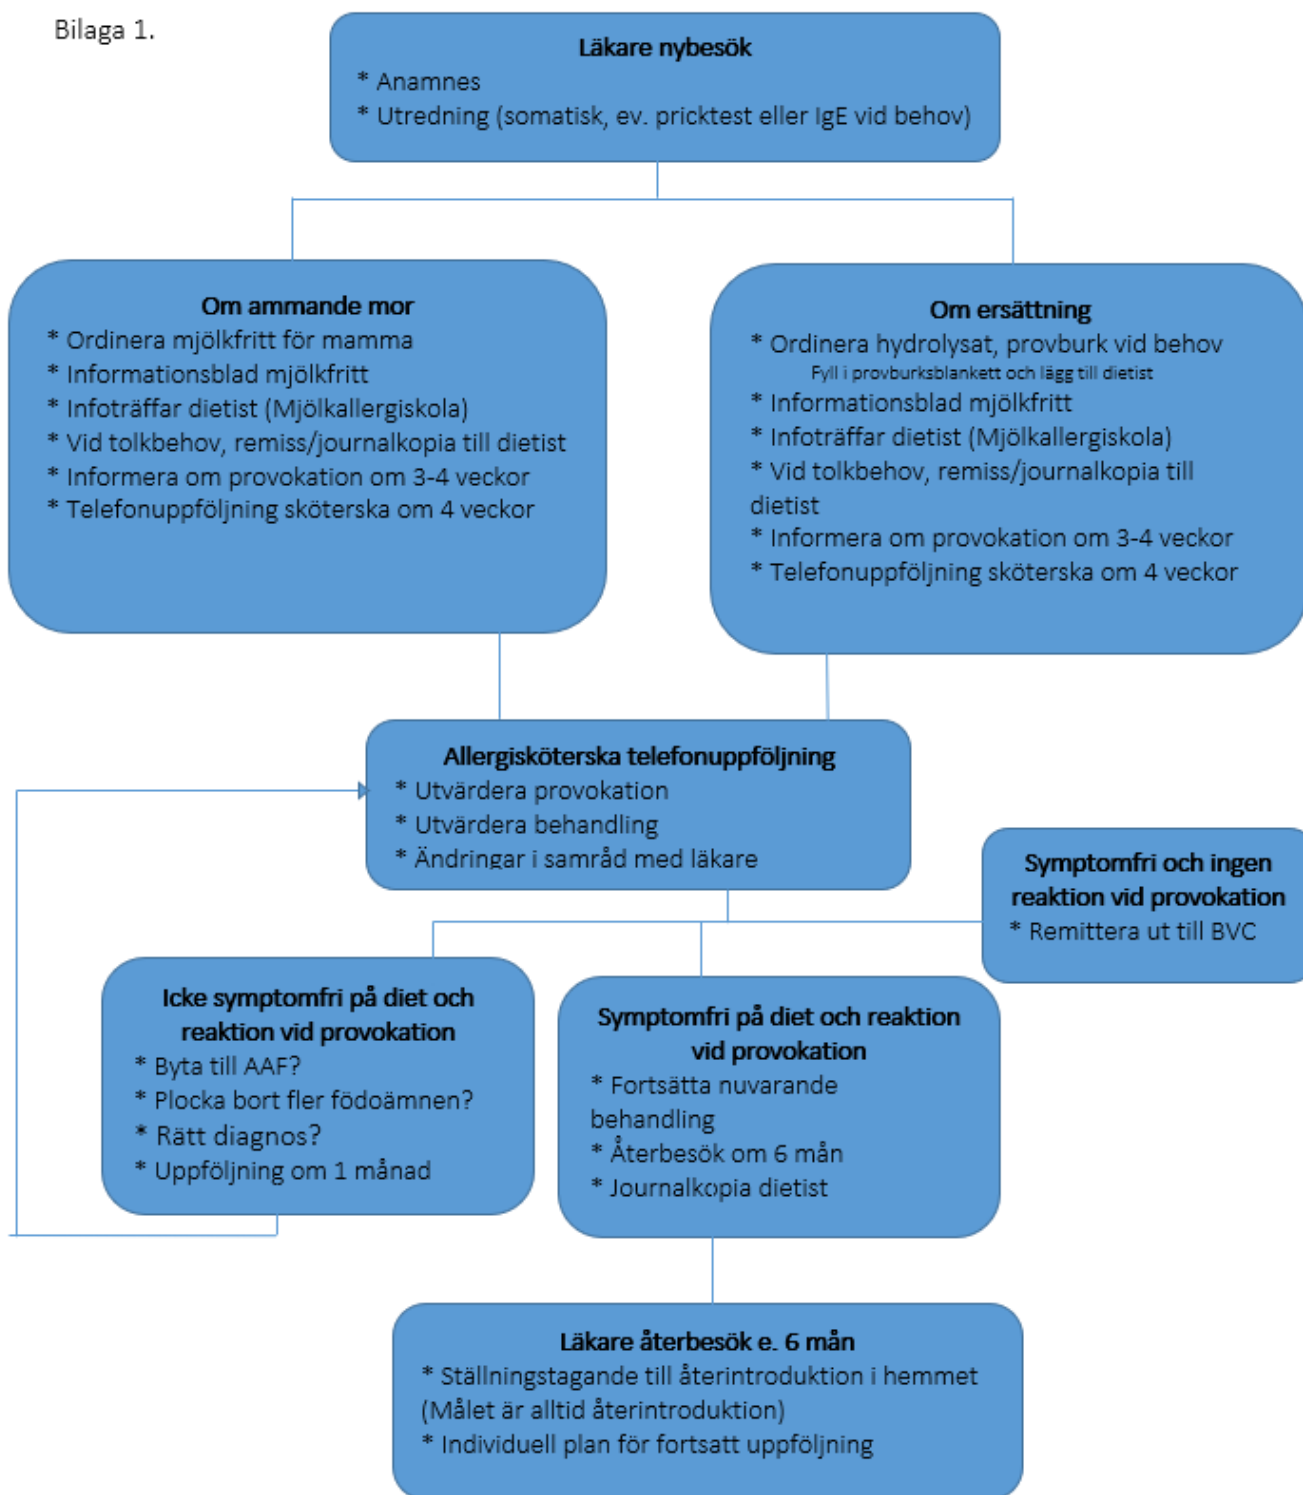 Bilaga 1.
Läkare nybesök
* Anamnes
* Utredning (somatisk, ev. pricktest eller IgE vid behov)
Om ammande mor
* Ordinera mjölkfritt för mamma
* Informationsblad mjölkfritt
* Infoträffar dietist (Mjölkallergiskola)
* Vid tolkbehov, remiss/journalkopia till dietist
* Informera om provokation om 3-4 veckor
* Telefonuppföljning sköterska om 4 veckor
Om ersättning
* Ordinera hydrolysat, provburk vid behov
Fyll i provburksblankett och lägg till dietist
* Informationsblad mjölkfritt
* Infoträffar dietist (Mjölkallergiskola)
* Vid tolkbehov, remiss/journalkopia till
dietist
* Informera om provokation om 3-4 veckor
* Telefonuppföljning sköterska om 4 veckor
Allergisköterska telefonuppföljning
* Utvärdera provokation
* Utvärdera behandling
* Ändringar i samråd med läkare
Symptomfri och ingen
reaktion vid provokation
* Remittera ut till BVC
Icke symptomfri på diet och
reaktion vid provokation
* Byta till AAF?
* Plocka bort fler födoämnen?
* Rätt diagnos?
* Uppföljning om 1 månad
Symptomfri på diet och reaktion
vid provokation
* Fortsätta nuvarande
behandling
* Återbesök om 6 mån
* Journalkopia dietist
Läkare återbesök e. 6 mån
* Ställningstagande till återintroduktion i hemmet
(Målet är alltid återintroduktion)
* Individuell plan för fortsatt uppföljning